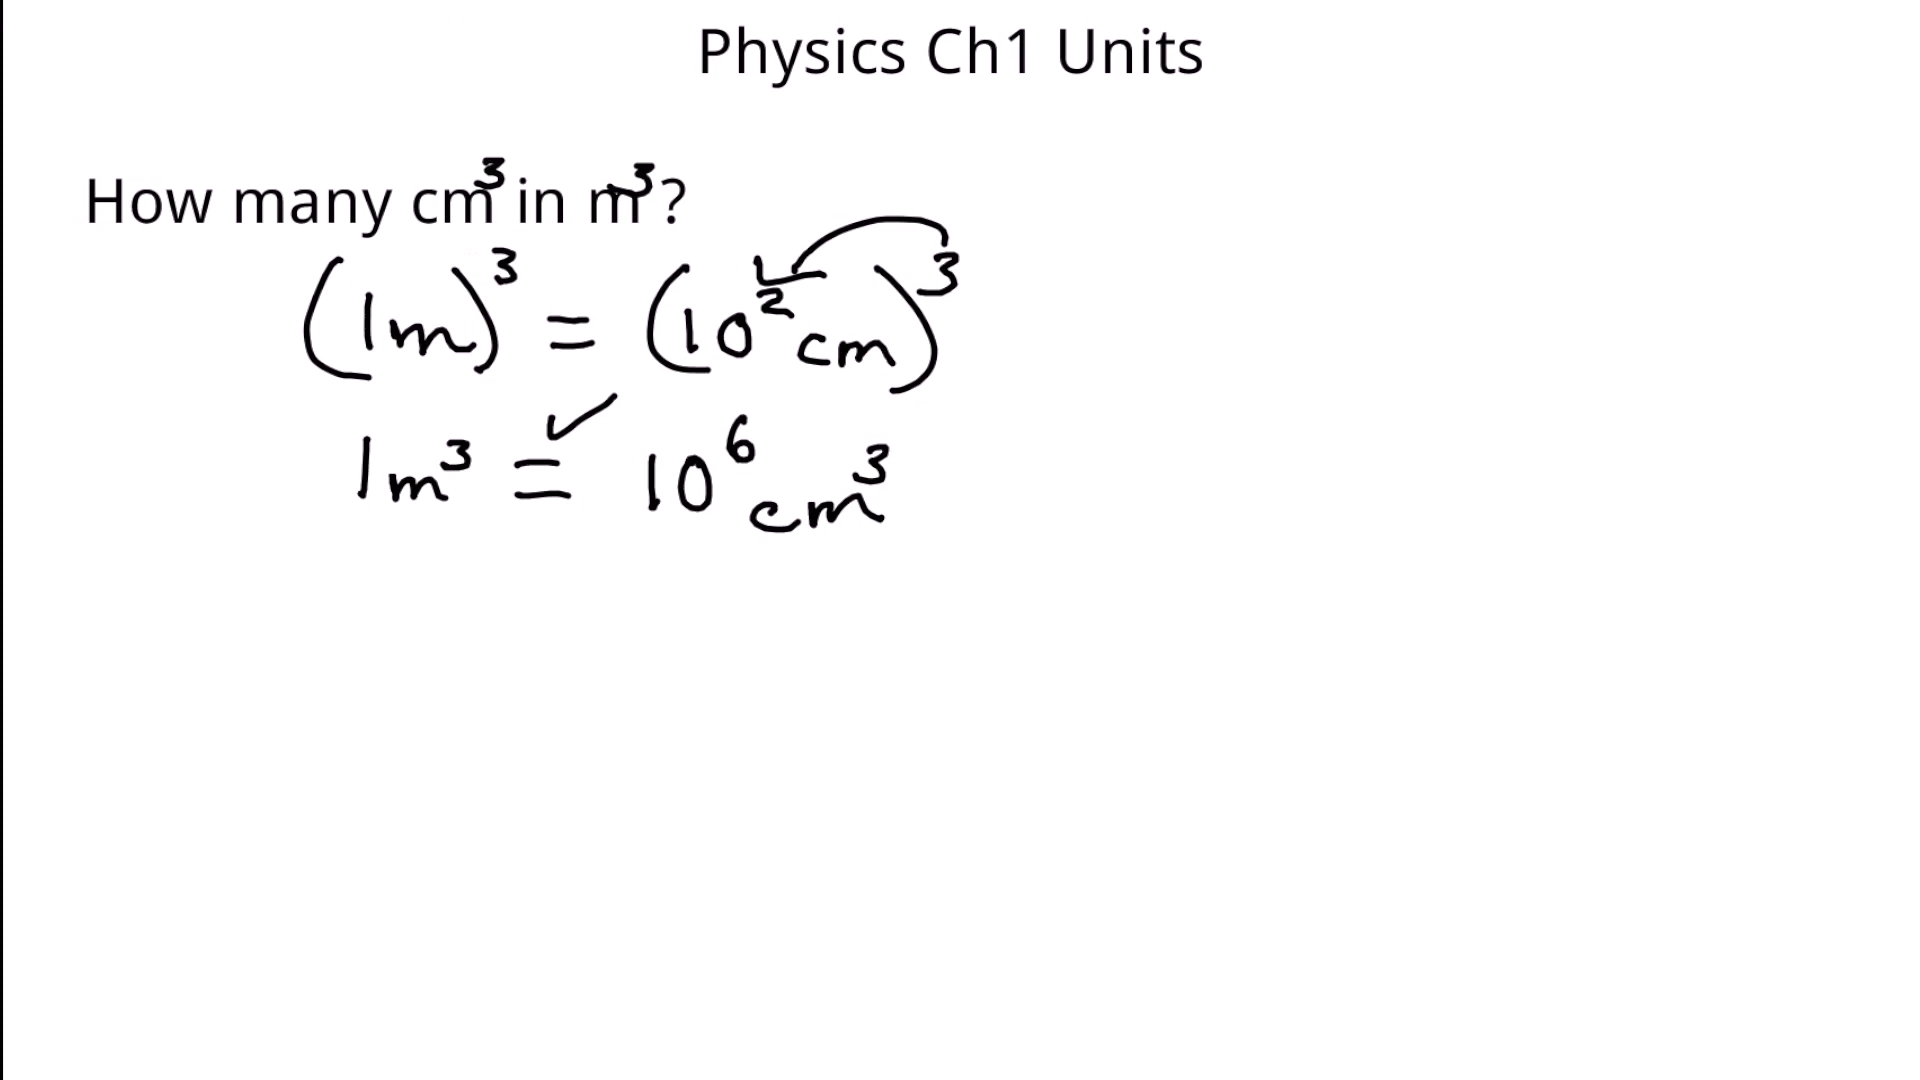 Physics Ch1 Units
How many cm³ in m³?
(1m)³ = (10²cm)³
1m³ = 10⁶cm³